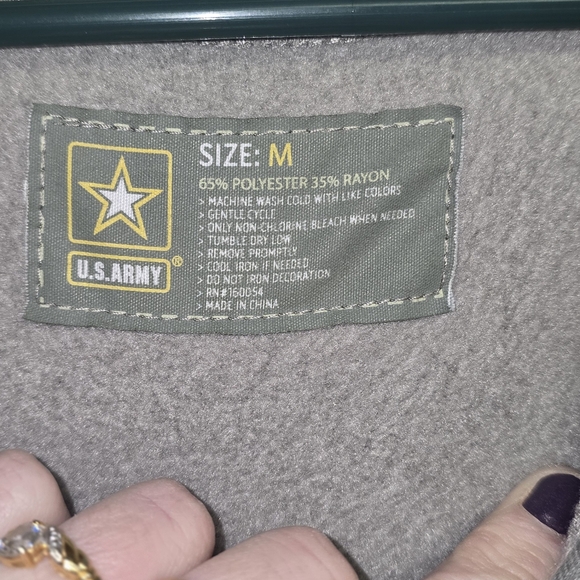 SIZE: M
65% POLYESTER 35% RAYON
> MACHINE WASH COLD WITH LIKE COLORS
> GENTLE CYCLE
> ONLY NON-CHLORINE BLEACH WHEN NEEDED
> TUMBLE DRY LOW
> REMOVE PROMPTLY
> COOL IRON IF NEEDED
> DO NOT IRON DECORATION
> RN#160054
> MADE IN CHINA
U.S.ARMY®